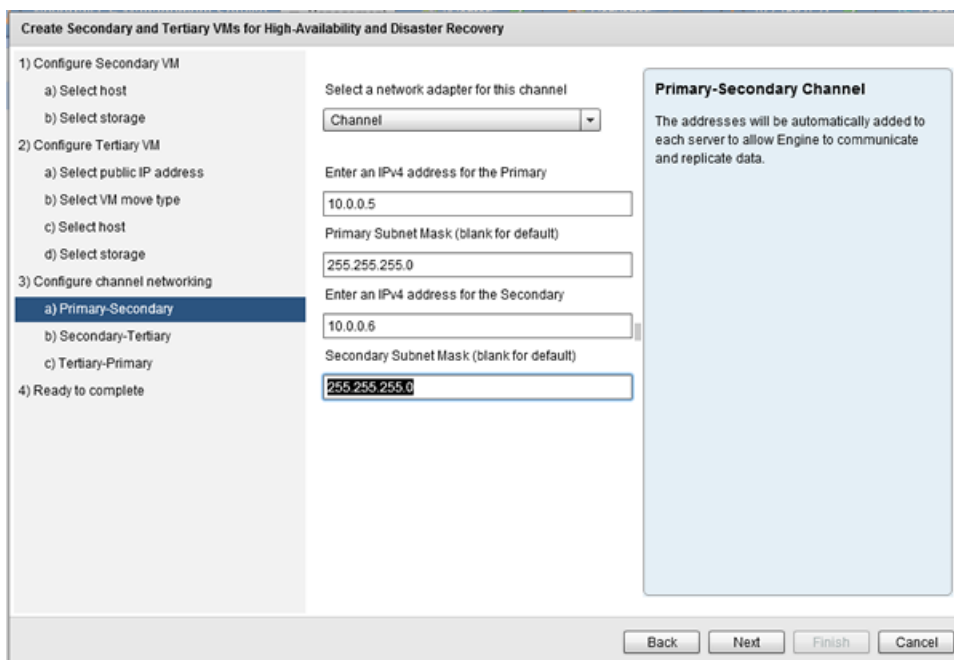 Create Secondary and Tertiary VMs for High-Availability and Disaster Recovery
1) Configure Secondary VM
a) Select host
b) Select storage
2) Configure Tertiary VM
a) Select public IP address
b) Select VM move type
c) Select host
d) Select storage
3) Configure channel networking
a) Primary-Secondary
b) Secondary-Tertiary
c) Tertiary-Primary
4) Ready to complete
Select a network adapter for this channel
Channel
Enter an IPv4 address for the Primary
10.0.0.5
Primary Subnet Mask (blank for default)
255.255.255.0
Enter an IPv4 address for the Secondary
10.0.0.6
Secondary Subnet Mask (blank for default)
255.255.255.0
Primary-Secondary Channel
The addresses will be automatically added to
each server to allow Engine to communicate
and replicate data.
Back Next Finish Cancel